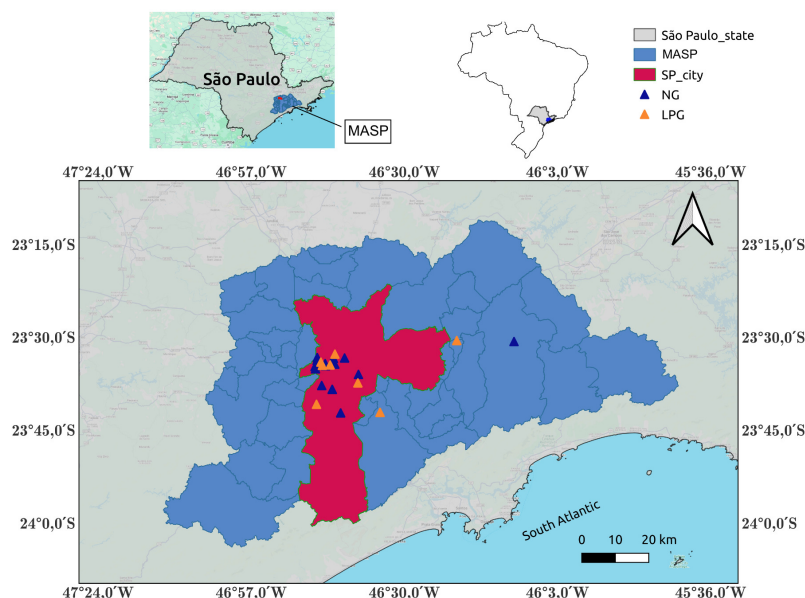 São Paulo
MASP
São Paulo_state
MASP
SP_city
NG
LPG
47°24,0′W 46°57,0′W 46°30,0′W 46°3,0′W 45°36,0′W
23°15,0′S 23°15,0′S
23°30,0′S 23°30,0′S
23°45,0′S 23°45,0′S
24°0,0′S 24°0,0′S
South Atlantic
0 10 20 km
47°24,0′W 46°57,0′W 46°30,0′W 46°3,0′W 45°36,0′W